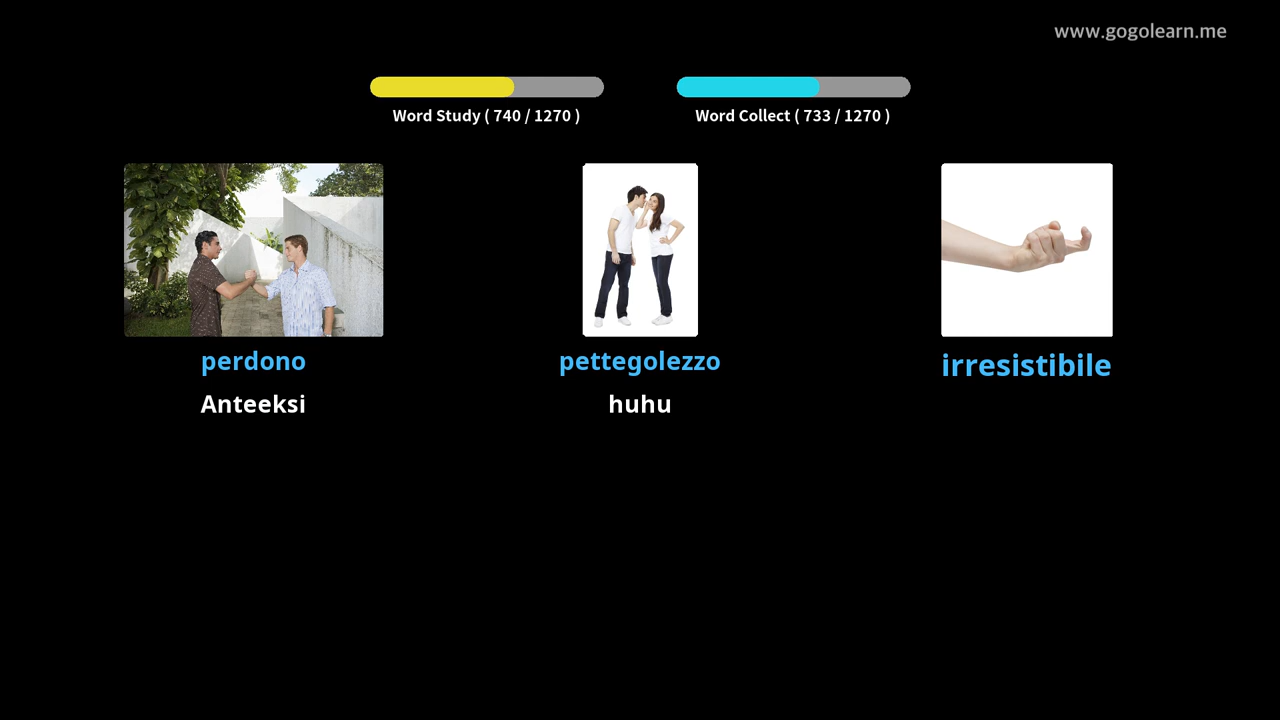 www.gogolearn.me
Word Study ( 740 / 1270 )
Word Collect ( 733 / 1270 )
perdono
Anteeksi
pettegolezzo
huhu
irresistibile